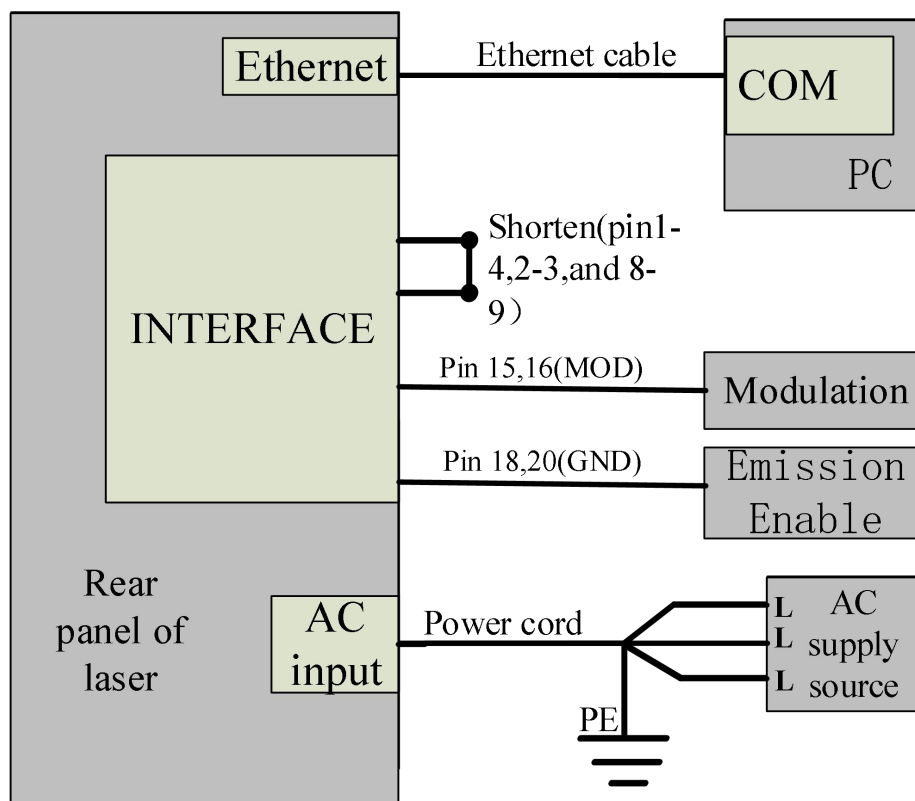 Ethernet
Ethernet cable
COM
PC
Shorten(pin1-
4,2-3,and 8-
9）
INTERFACE
Pin 15,16(MOD)
Modulation
Pin 18,20(GND)
Emission
Enable
Rear
panel of
laser
AC
input
Power cord
L
L
L
AC
supply
source
PE